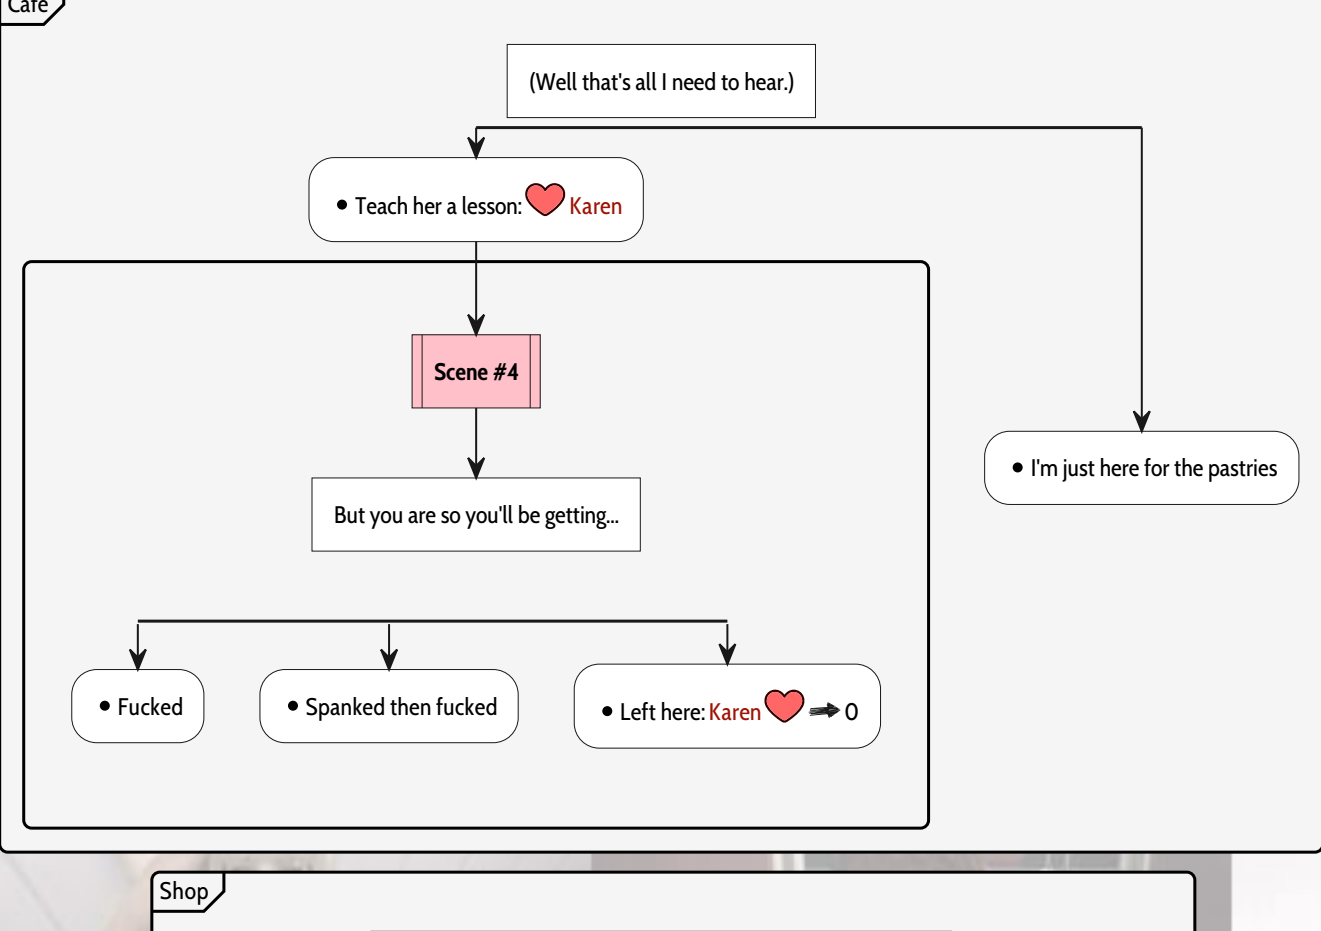 Cafe
(Well that's all I need to hear.)
• Teach her a lesson: Karen
Scene #4
• I'm just here for the pastries
But you are so you'll be getting...
• Fucked
• Spanked then fucked
• Left here: Karen 0
Shop